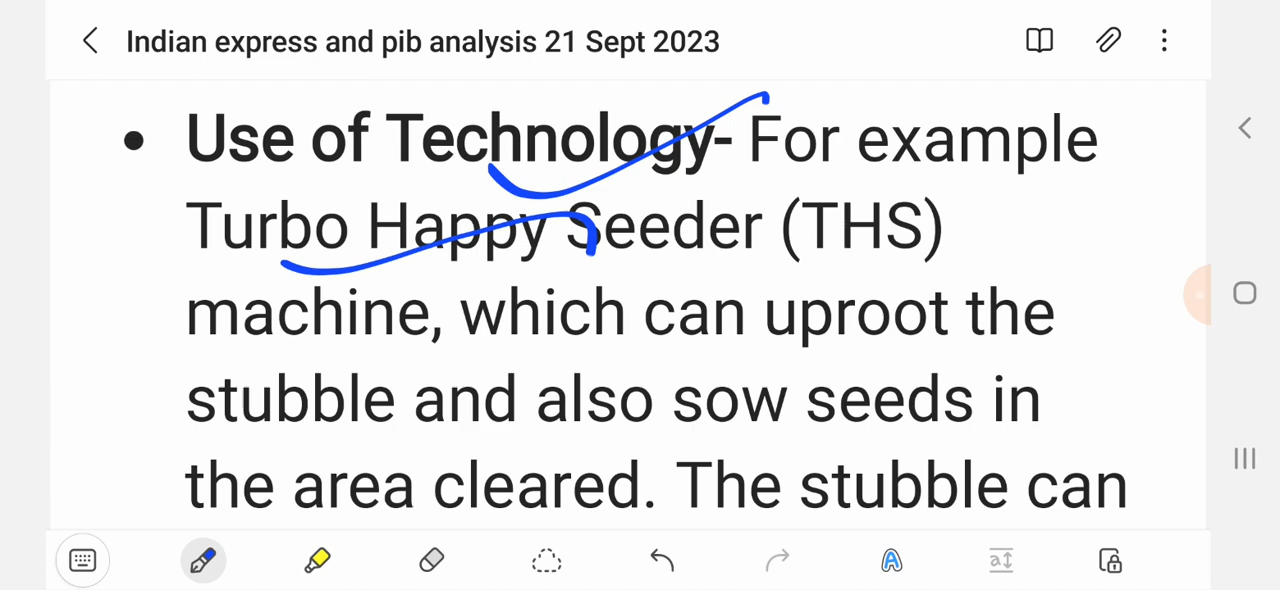 Indian express and pib analysis 21 Sept 2023
• Use of Technology- For example
Turbo Happy Seeder (THS)
machine, which can uproot the
stubble and also sow seeds in
the area cleared. The stubble can
A a